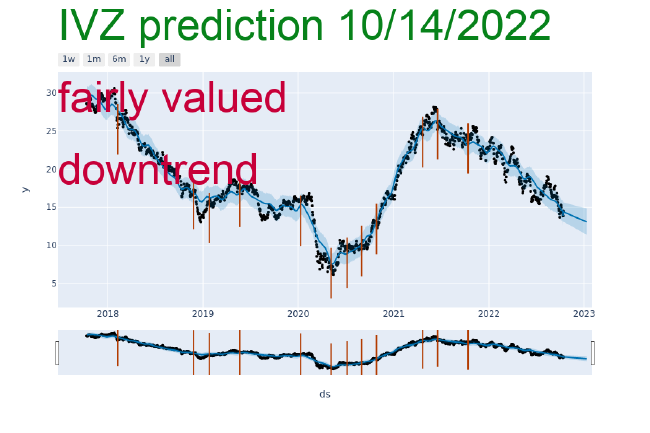 IVZ prediction 10/14/2022
1w 1m 6m 1y all
fairly valued
downtrend
30
25
20
15
10
5
y
2018 2019 2020 2021 2022 2023
ds